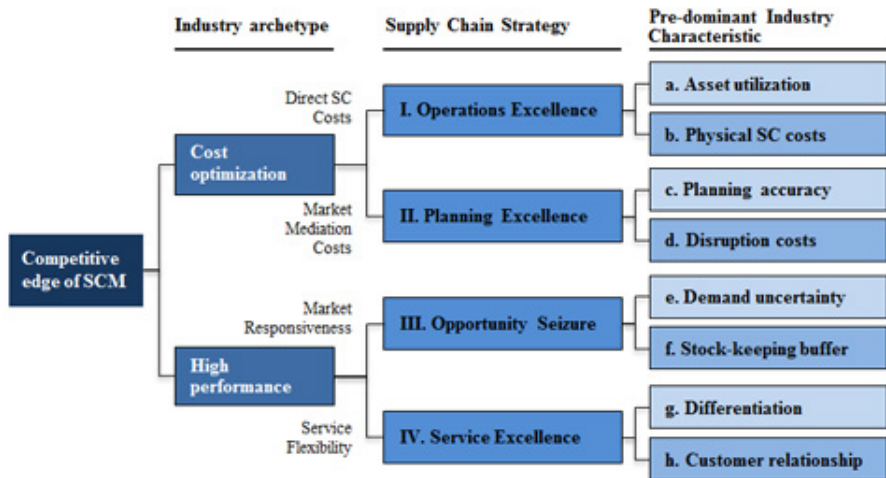 Industry archetype
Supply Chain Strategy
Pre-dominant Industry
Characteristic
Direct SC
Costs
I. Operations Excellence
a. Asset utilization
b. Physical SC costs
Cost
optimization
Market
Mediation
Costs
II. Planning Excellence
c. Planning accuracy
d. Disruption costs
Competitive
edge of SCM
Market
Responsiveness
III. Opportunity Seizure
e. Demand uncertainty
f. Stock-keeping buffer
High
performance
Service
Flexibility
IV. Service Excellence
g. Differentiation
h. Customer relationship